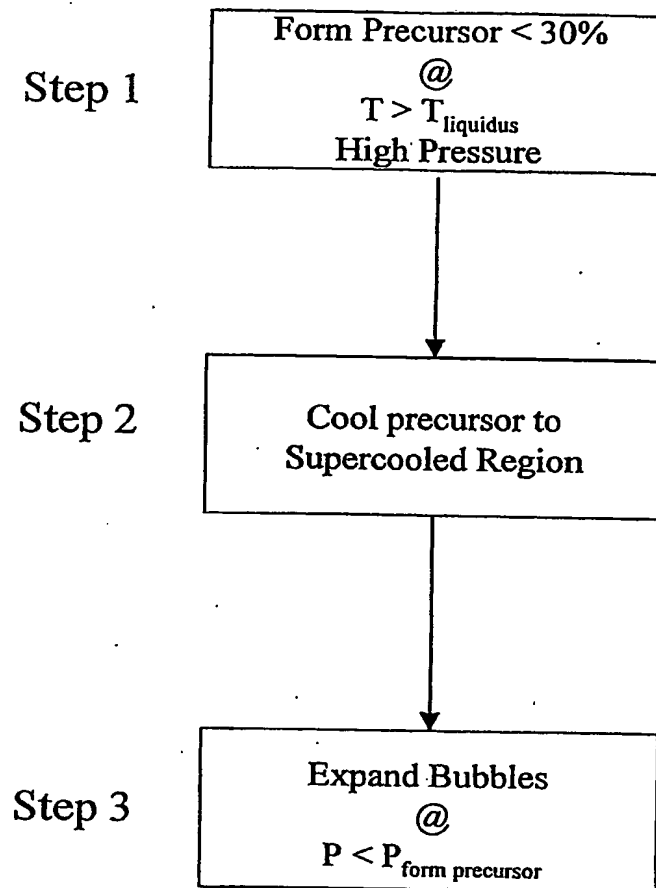 Step 1
Form Precursor < 30%
@
T > T_liquidus
High Pressure
Step 2
Cool precursor to
Supercooled Region
Step 3
Expand Bubbles
@
P < P_form precursor